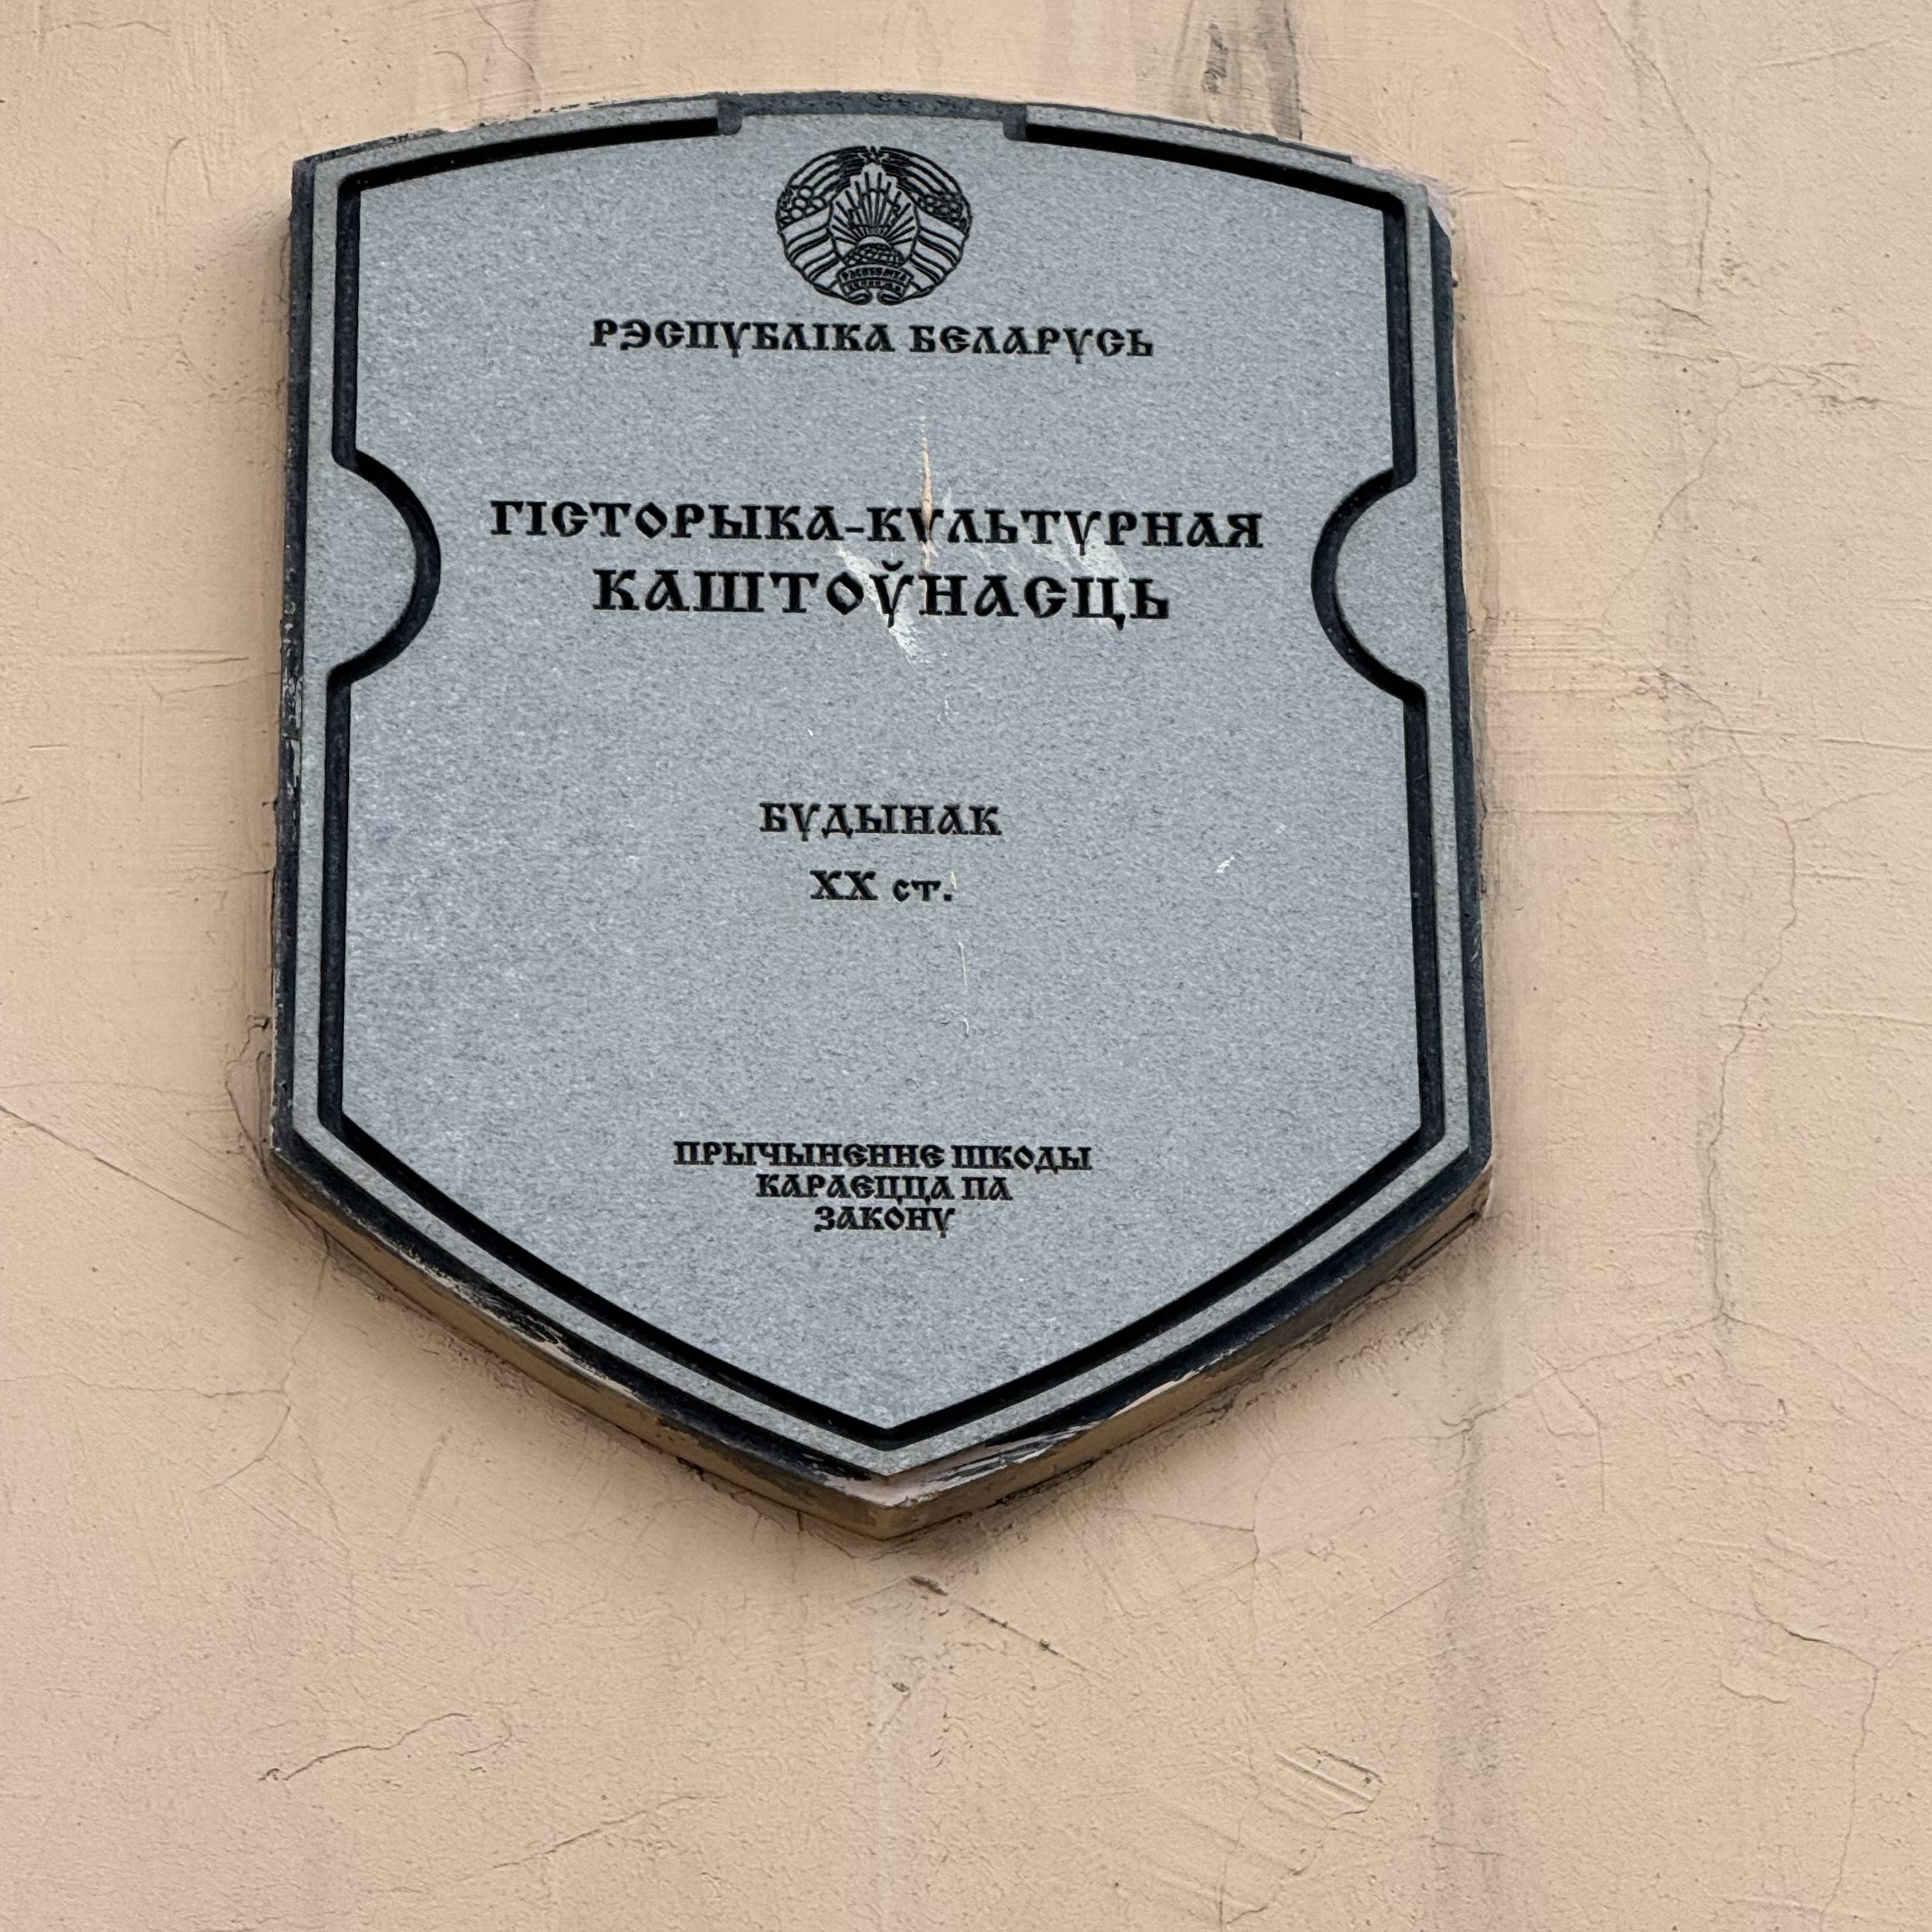 РЭСПУБЛІКА БЕЛАРУСЬ
ГІСТОРЫКА-КУЛЬТУРНАЯ
КАШТОЎНАСЦЬ
БУДЫНАК
XX ст.
ПРЫЧЫНЕННЕ ШКОДЫ
КАРАЕЦЦА ПА
ЗАКОНУ